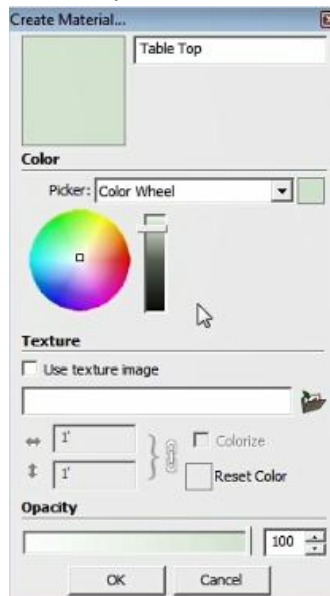 Create Material...
Table Top
Color
Picker: Color Wheel
Texture
Use texture image
1'
Colorize
1'
Reset Color
Opacity
100
OK Cancel